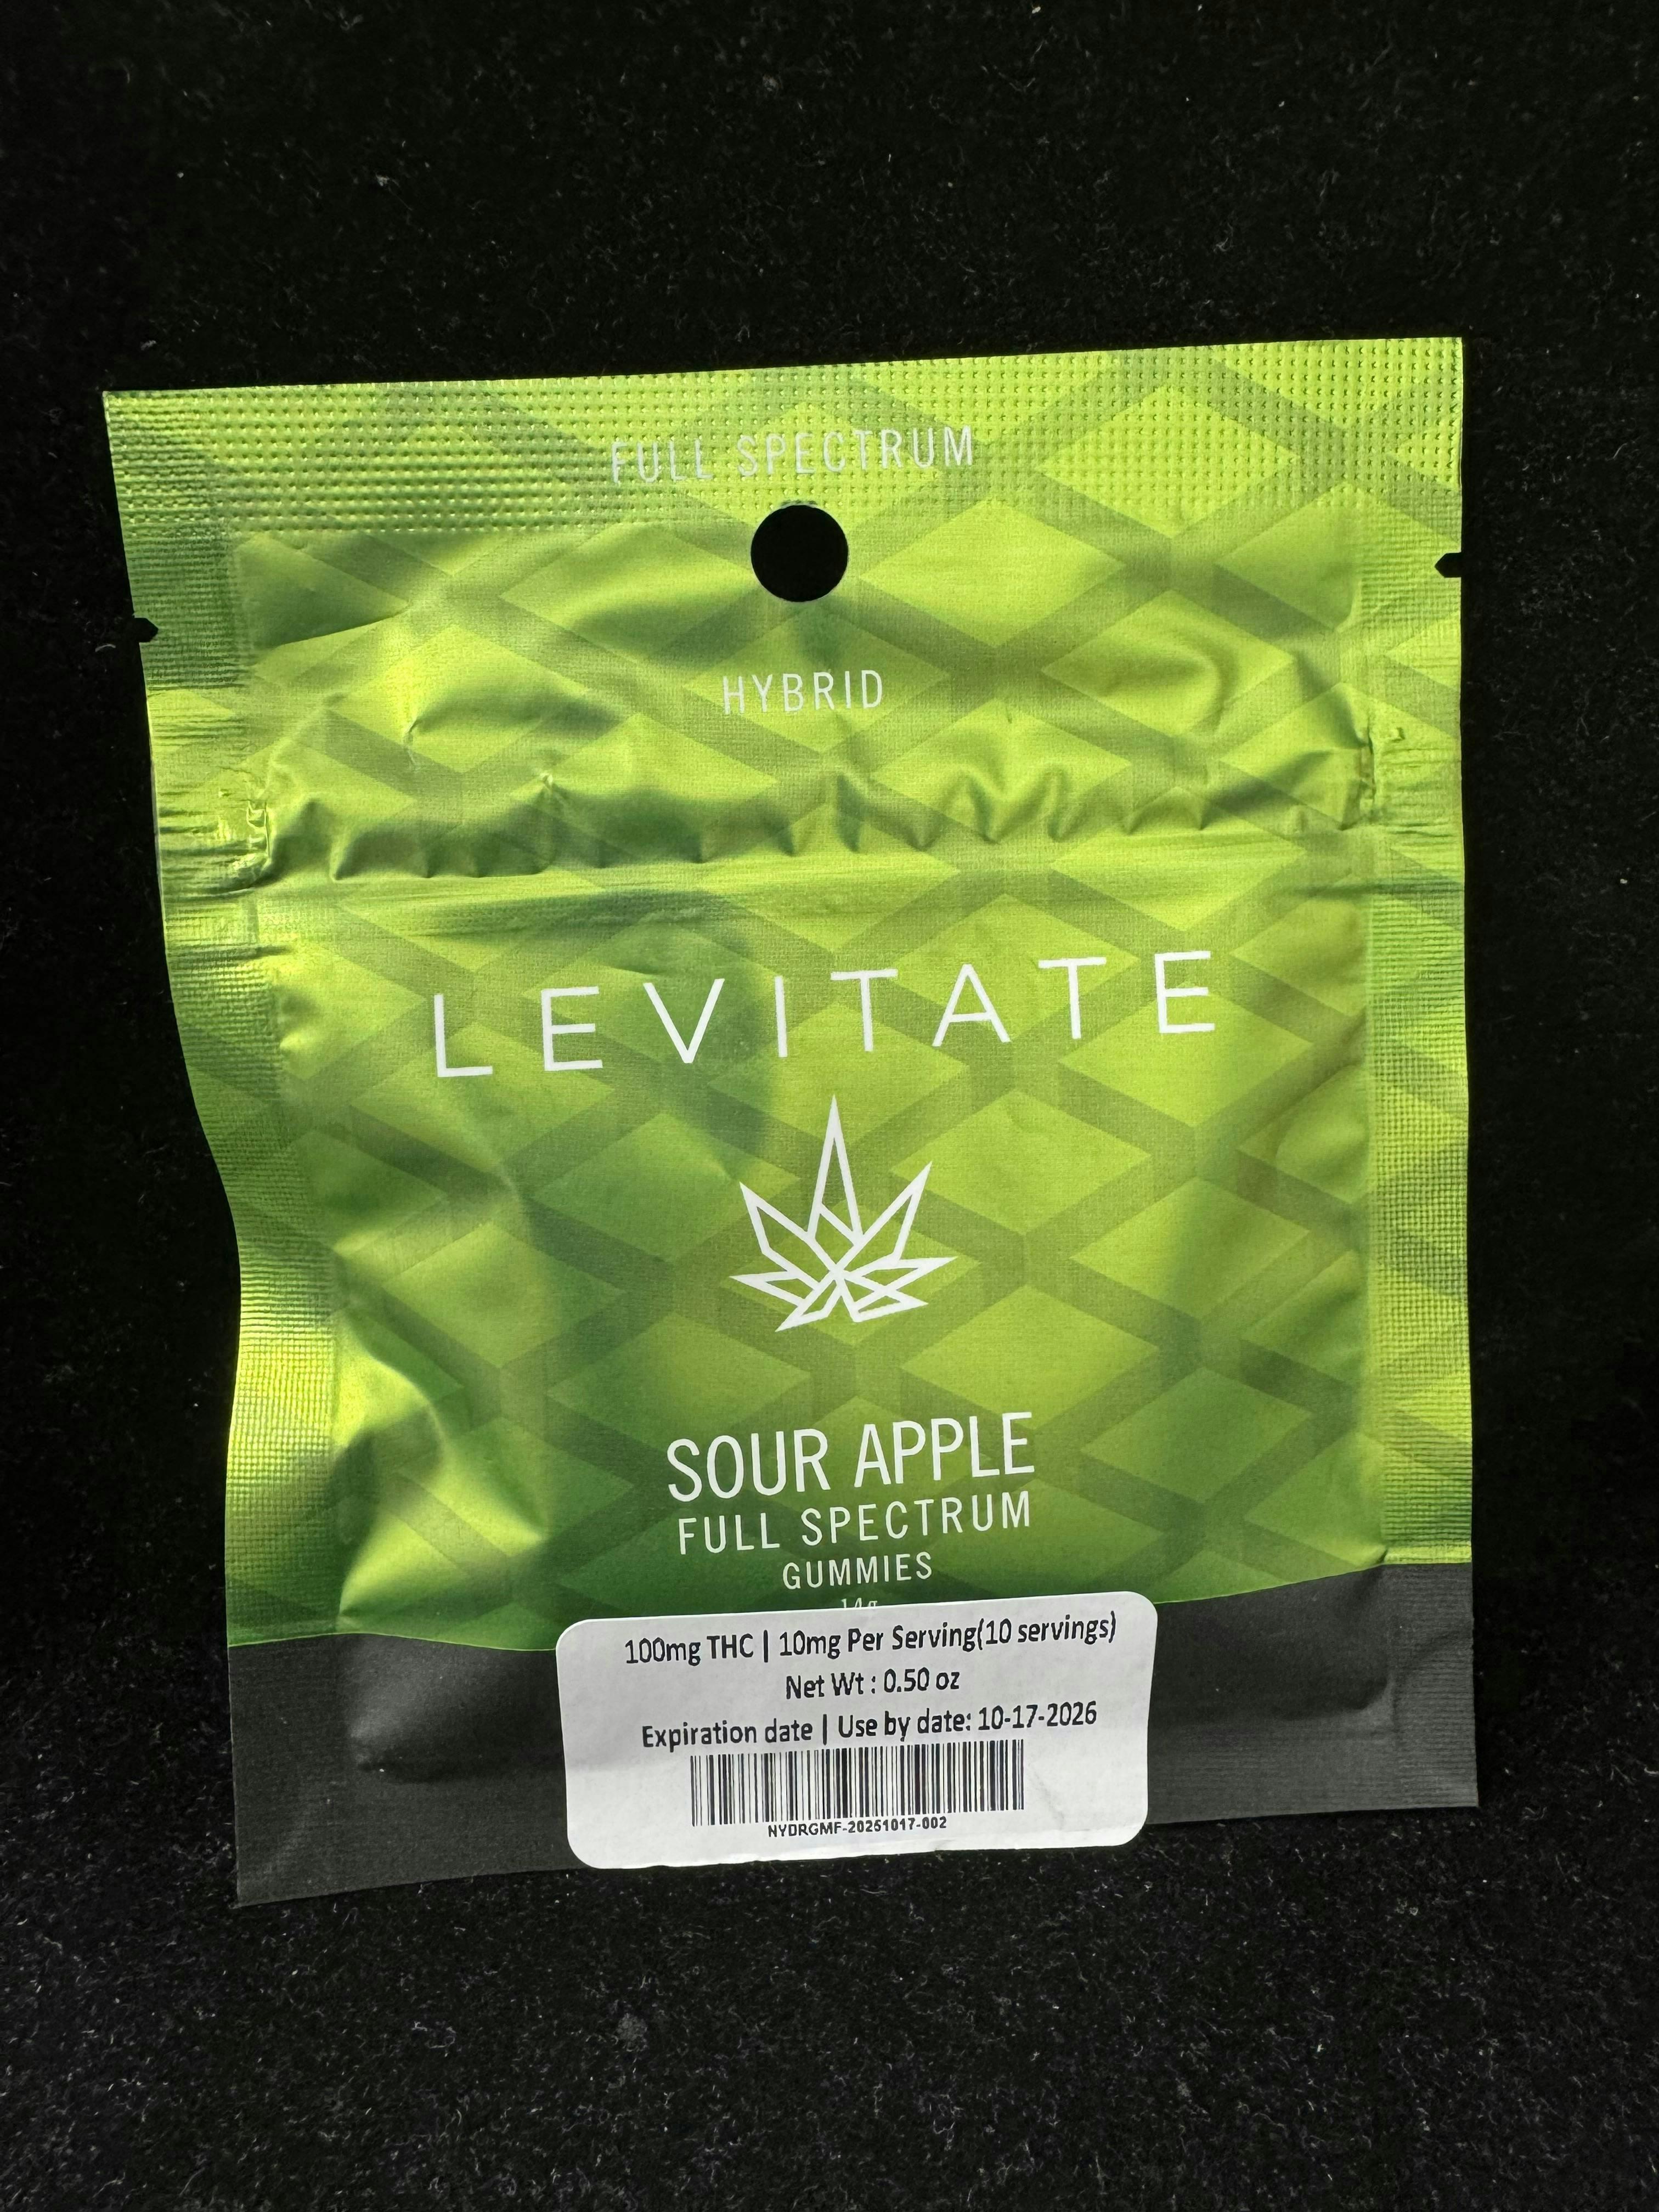 FULL SPECTRUM
HYBRID
LEVITATE
SOUR APPLE
FULL SPECTRUM
GUMMIES
14g
100mg THC | 10mg Per Serving(10 servings)
Net Wt : 0.50 oz
Expiration date | Use by date: 10-17-2026
NYDRGMF-20251017-002